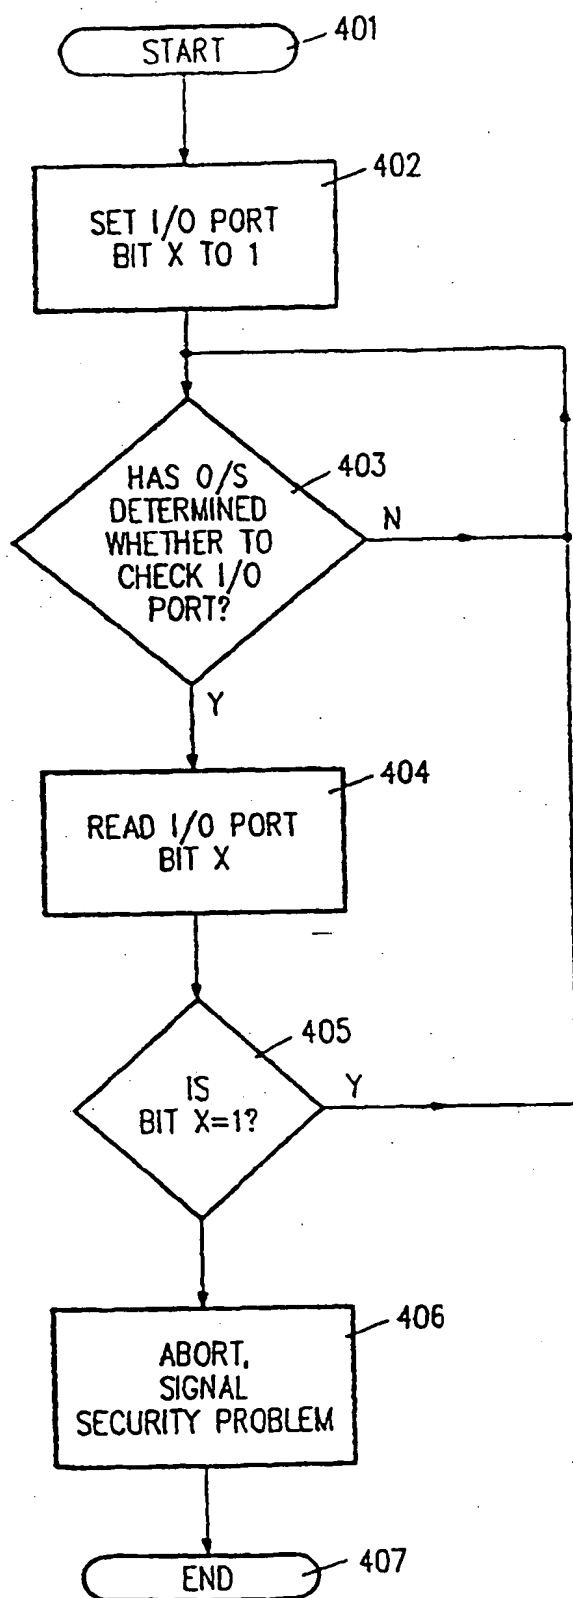 START
401
402
SET I/O PORT
BIT X TO 1
403
HAS O/S
DETERMINED
WHETHER TO
CHECK I/O
PORT?
N
Y
404
READ I/O PORT
BIT X
405
IS
BIT X=1?
Y
406
ABORT,
SIGNAL
SECURITY PROBLEM
END
407